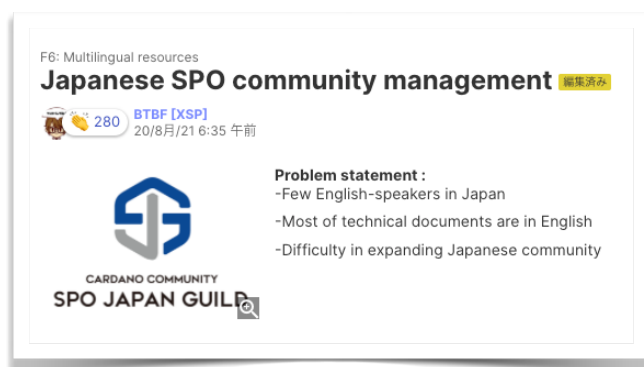 F6: Multilingual resources
Japanese SPO community management 編集済み
280
BTBF [XSP]
20/8月/21 6:35 午前
Problem statement :
-Few English-speakers in Japan
-Most of technical documents are in English
-Difficulty in expanding Japanese community
CARDANO COMMUNITY
SPO JAPAN GUILD